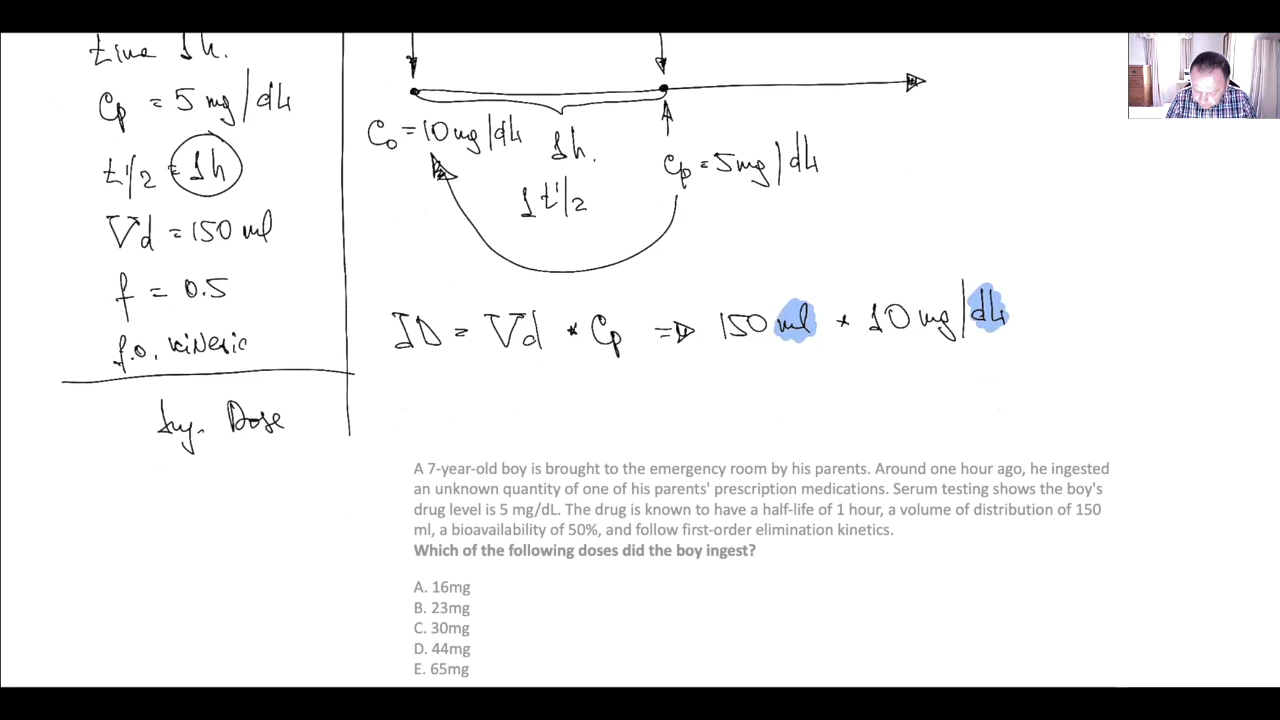 time 1h.
Cp = 5 mg/dL
t1/2 = 1h
Vd = 150 ml
f = 0.5
f.o. kinetic
Ing. Dose
C0 = 10 mg/dL
1h.
1 t1/2
Cp = 5 mg/dL
ID = Vd * Cp => 150 ml * 10 mg/dL
A 7-year-old boy is brought to the emergency room by his parents. Around one hour ago, he ingested
an unknown quantity of one of his parents' prescription medications. Serum testing shows the boy's
drug level is 5 mg/dL. The drug is known to have a half-life of 1 hour, a volume of distribution of 150
ml, a bioavailability of 50%, and follow first-order elimination kinetics.
Which of the following doses did the boy ingest?
A. 16mg
B. 23mg
C. 30mg
D. 44mg
E. 65mg